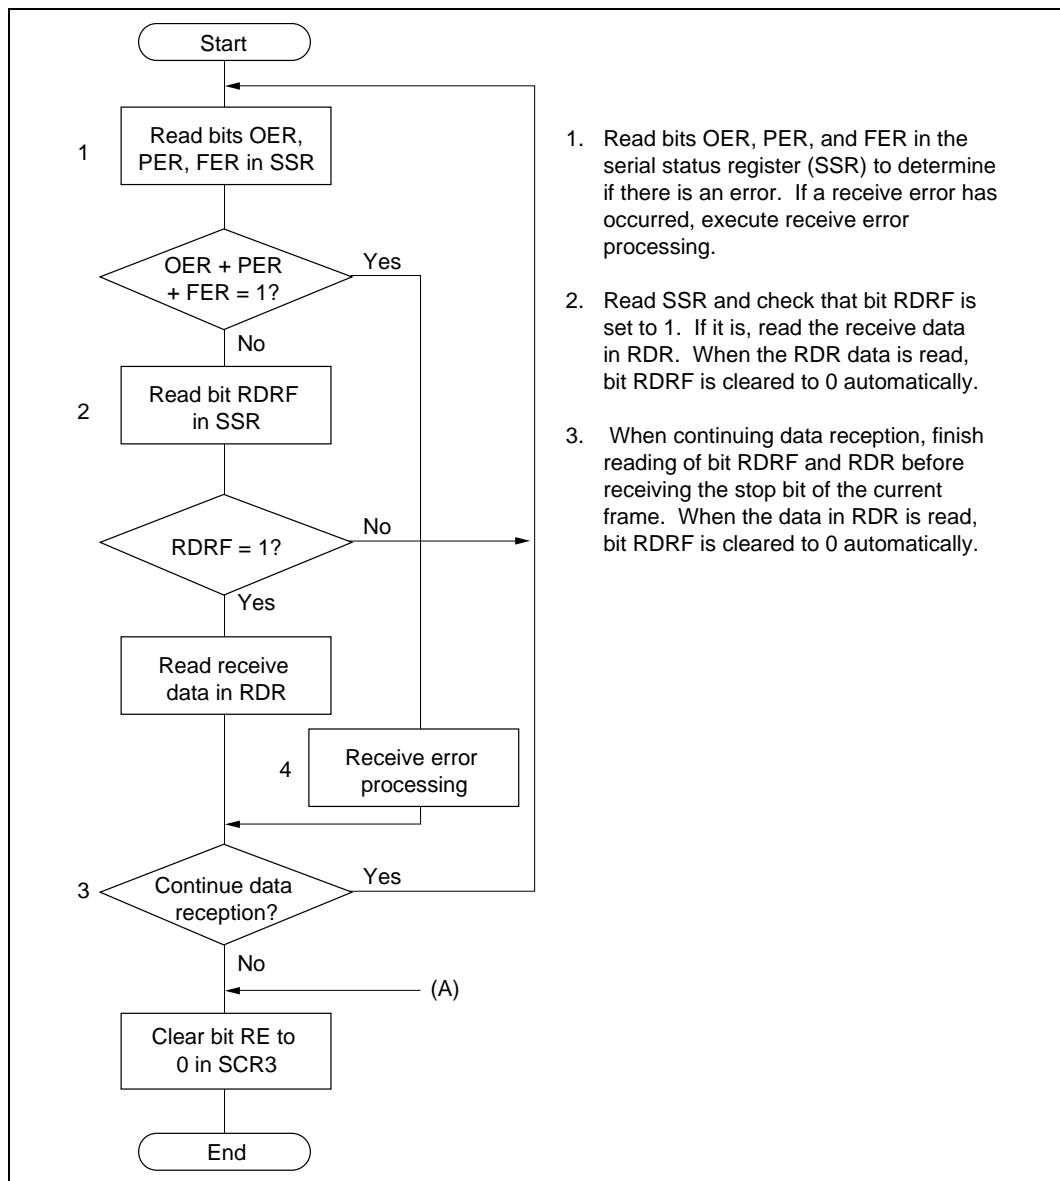 Start
1
Read bits OER,
PER, FER in SSR
OER + PER
+ FER = 1?
Yes
No
2
Read bit RDRF
in SSR
RDRF = 1?
No
Yes
Read receive
data in RDR
4
Receive error
processing
3
Continue data
reception?
Yes
No
(A)
Clear bit RE to
0 in SCR3
End
1. Read bits OER, PER, and FER in the
serial status register (SSR) to determine
if there is an error. If a receive error has
occurred, execute receive error
processing.
2. Read SSR and check that bit RDRF is
set to 1. If it is, read the receive data
in RDR. When the RDR data is read,
bit RDRF is cleared to 0 automatically.
3. When continuing data reception, finish
reading of bit RDRF and RDR before
receiving the stop bit of the current
frame. When the data in RDR is read,
bit RDRF is cleared to 0 automatically.